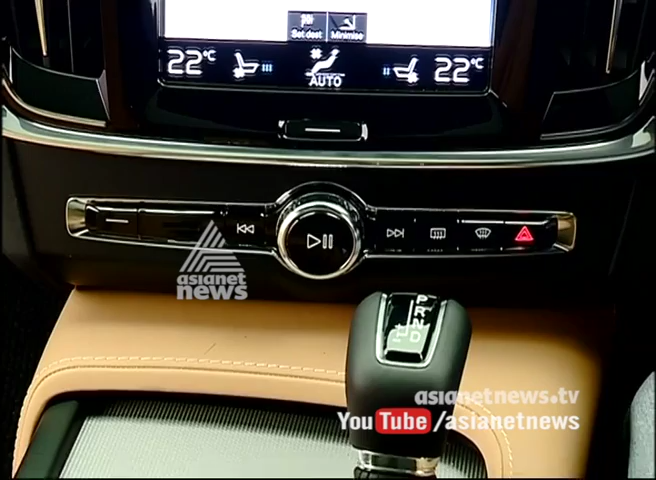 Set dest Minimise
22°C AUTO 22°C
asianet
news
P
R
N
D
asianetnews.tv
YouTube /asianetnews